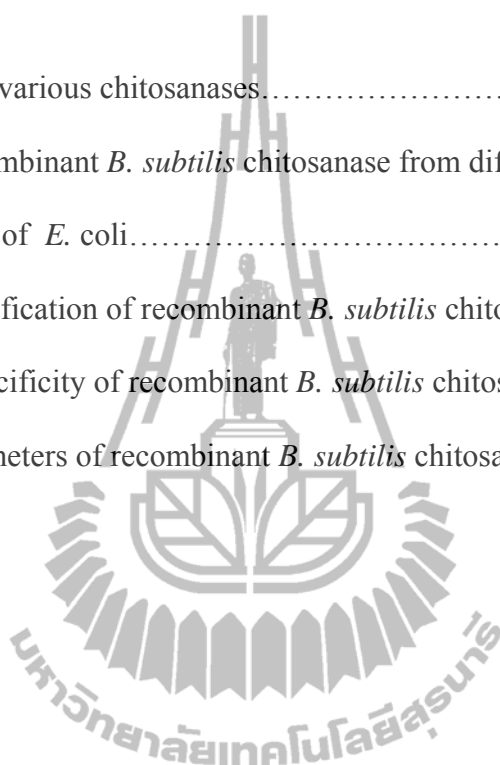 various chitosanases……………………
mbinant B. subtilis chitosanase from dif
of E. coli…………………………………
ification of recombinant B. subtilis chito
cificity of recombinant B. subtilis chitos
neters of recombinant B. subtilis chitosa
มหาวิทยาลัยเทคโนโลยีสุรนารี